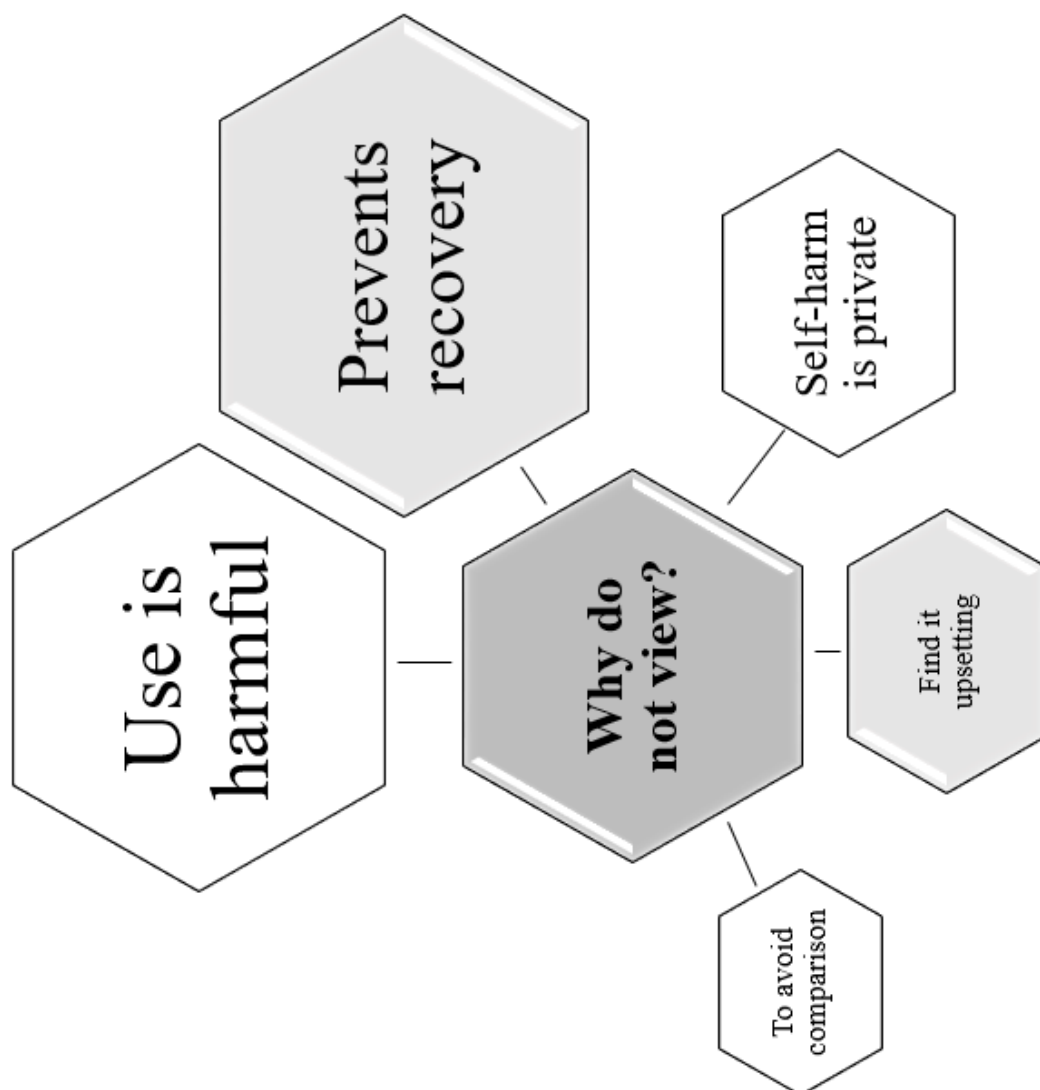 Prevents
recovery
Use is
harmful
Self-harm
is private
Why do
not view?
Find it
upsetting
To avoid
comparison